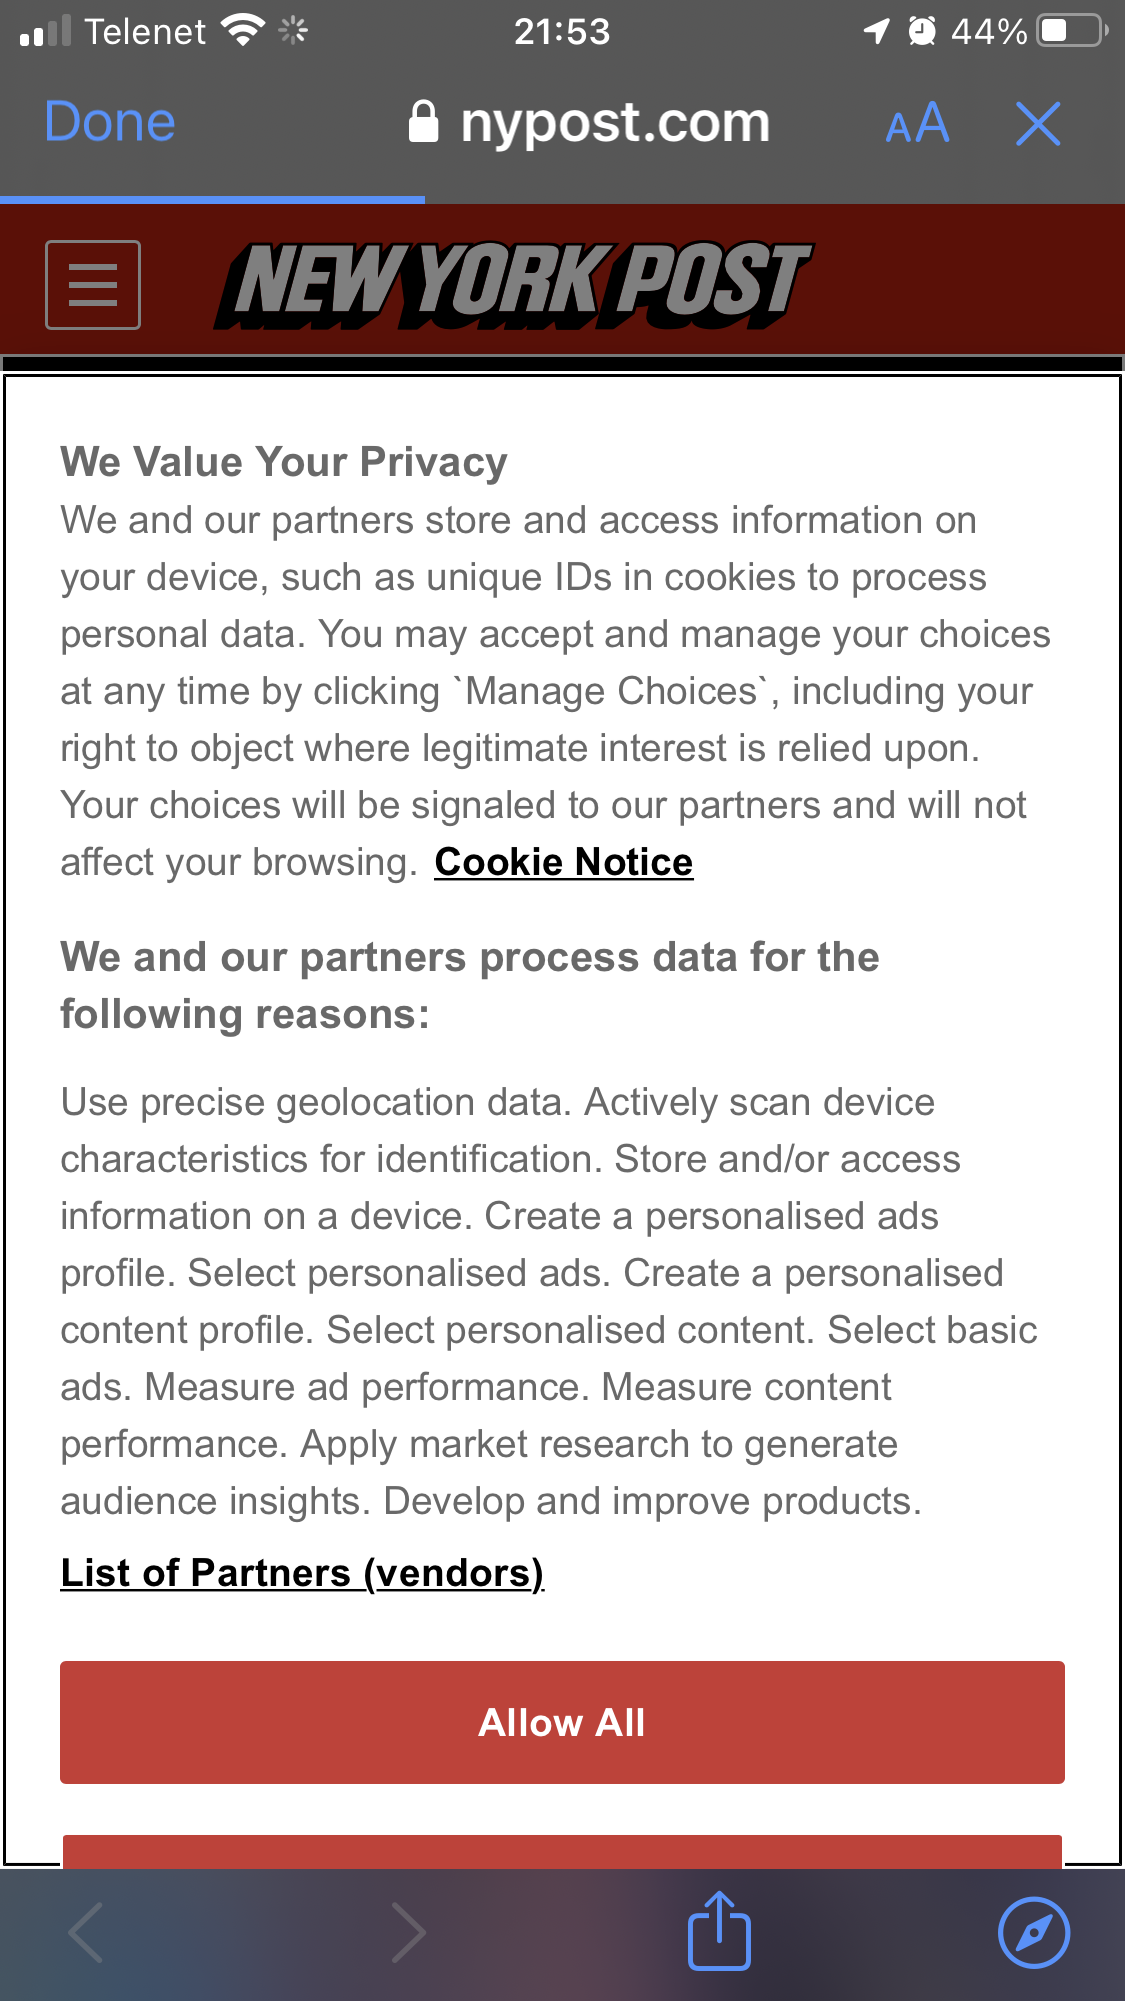 Telenet 21:53 44%
Done nypost.com AA
NEW YORK POST
We Value Your Privacy
We and our partners store and access information on
your device, such as unique IDs in cookies to process
personal data. You may accept and manage your choices
at any time by clicking `Manage Choices`, including your
right to object where legitimate interest is relied upon.
Your choices will be signaled to our partners and will not
affect your browsing. Cookie Notice
We and our partners process data for the
following reasons:
Use precise geolocation data. Actively scan device
characteristics for identification. Store and/or access
information on a device. Create a personalised ads
profile. Select personalised ads. Create a personalised
content profile. Select personalised content. Select basic
ads. Measure ad performance. Measure content
performance. Apply market research to generate
audience insights. Develop and improve products.
List of Partners (vendors)
Allow All